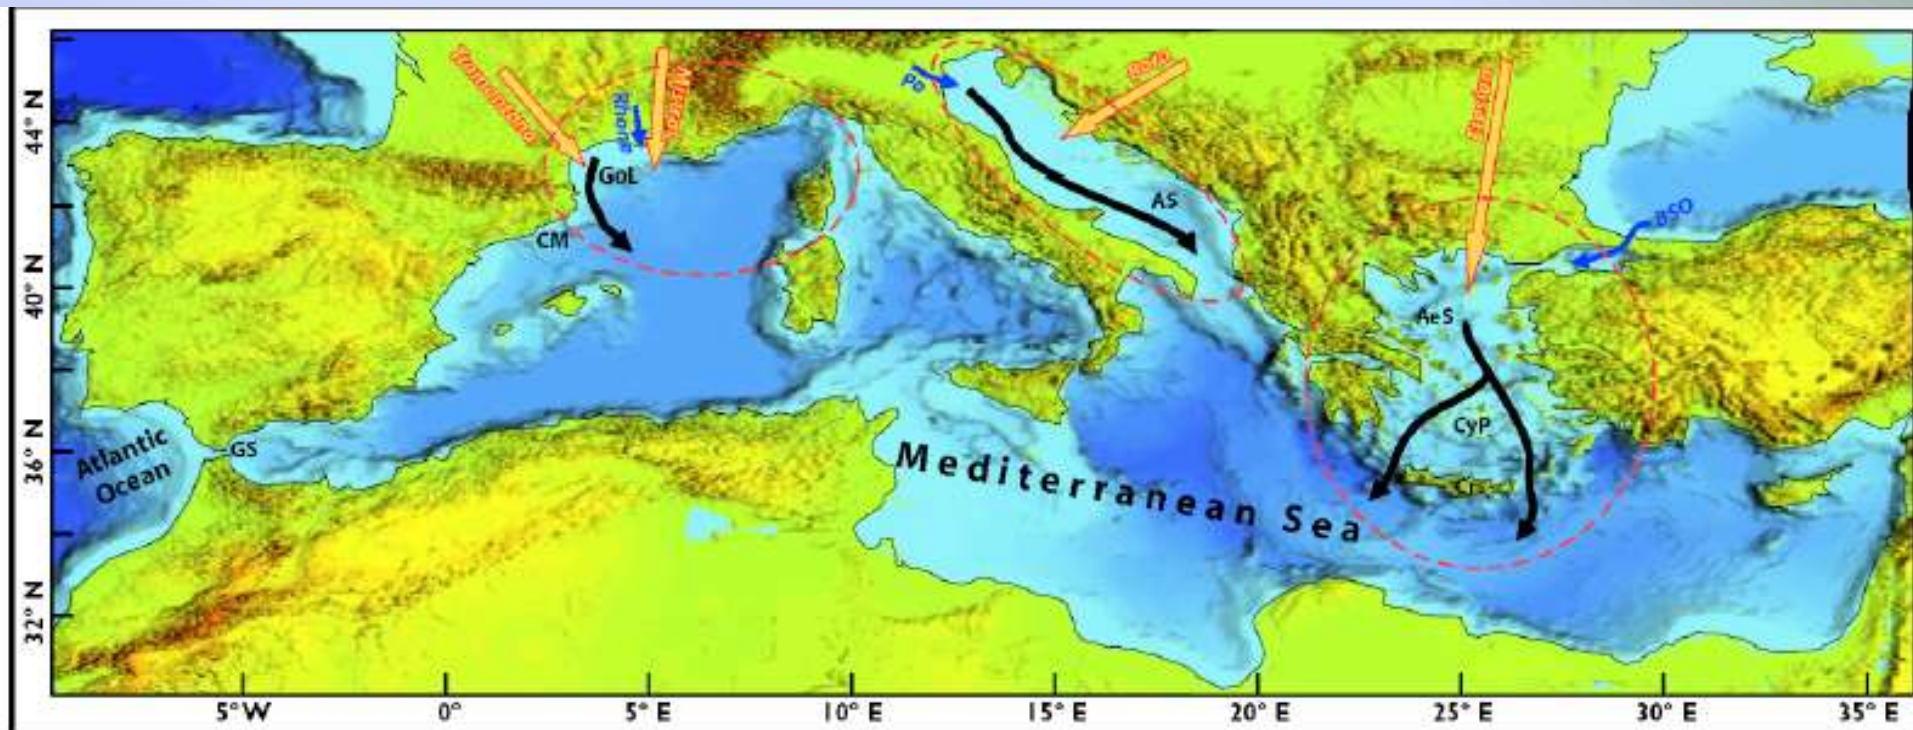 Tramontane
Mistral
Rhone
GoL
CM
Po
Bora
AS
Etesian
BSO
AeS
CyP
Cr
GS
Atlantic
Ocean
Mediterranean Sea
44° N
40° N
36° N
32° N
5°W
0°
5° E
10° E
15° E
20° E
25° E
30° E
35° E